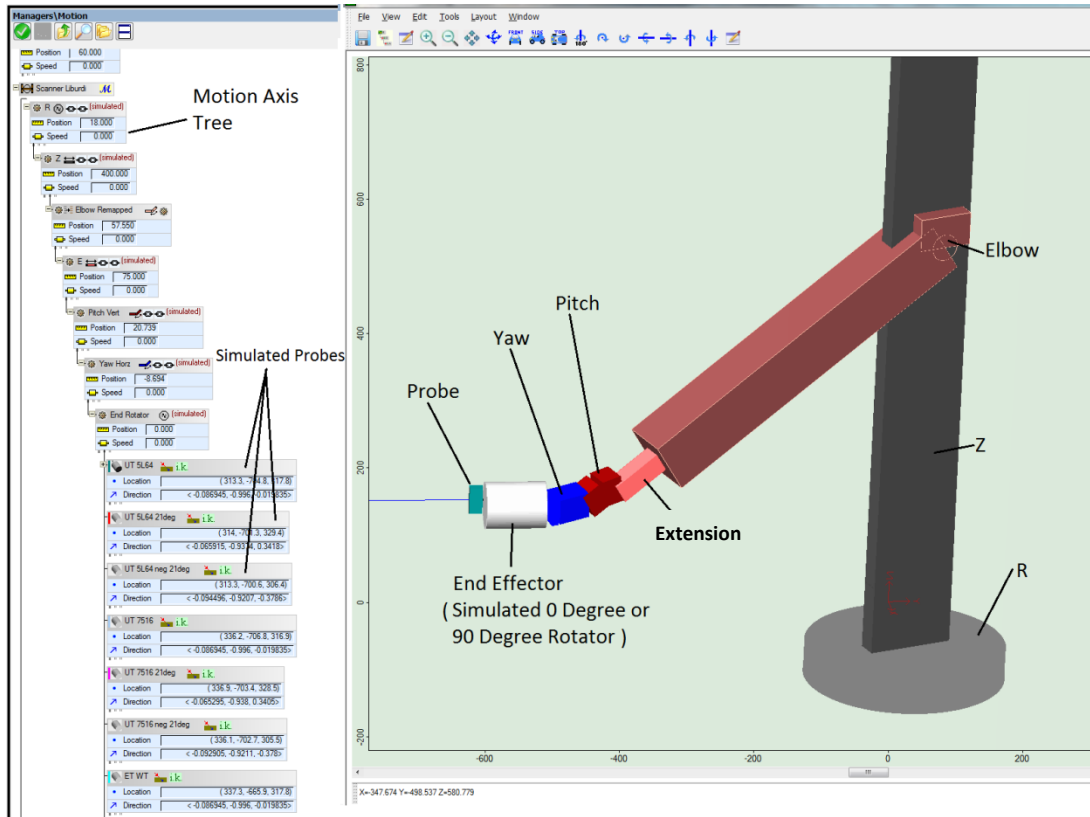 Managers\Motion
Position 60.000
Speed 0.000
Scanner Liburdi
R (simulated)
Position 18.000
Speed 0.000
Z (simulated)
Position 400.000
Speed 0.000
Elbow Remapped
Position 57.550
Speed 0.000
E (simulated)
Position 75.000
Speed 0.000
Pitch Vert (simulated)
Position 20.739
Speed 0.000
Yaw Horz (simulated)
Position -8.694
Speed 0.000
End Rotator (simulated)
Position 0.000
Speed 0.000
UT 5L64 i.k.
Location
Direction < -0.086945, -0.996, -0.019835>
UT 5L64 21deg i.k.
Location
Direction
UT 5L64 neg 21deg i.k.
Location (313.3, -700.6, 306.4)
Direction < -0.094496, -0.9207, -0.3786>
UT 7516 i.k.
Location (336.2, -706.8, 316.9)
Direction < -0.086945, -0.996, -0.019835>
UT 7516 21deg i.k.
Location (336.9, -703.4, 328.5)
Direction < -0.065295, -0.938, 0.3405>
UT 7516 neg 21deg i.k.
Location (336.1, -702.7, 305.5)
Direction < -0.092905, -0.9211, -0.378>
ET WT i.k.
Location (337.3, -665.9, 317.8)
Direction < -0.086945, -0.996, -0.019835>
Motion Axis
Tree
Simulated Probes
File View Edit Tools Layout Window
FRONT SIDE TOP 180°
800
600
400
200
0
-200
-600 -400 -200 0 200
Elbow
Pitch
Yaw
Probe
Z
Extension
R
End Effector
( Simulated 0 Degree or
90 Degree Rotator )
X=-347.674 Y=-498.537 Z=580.779